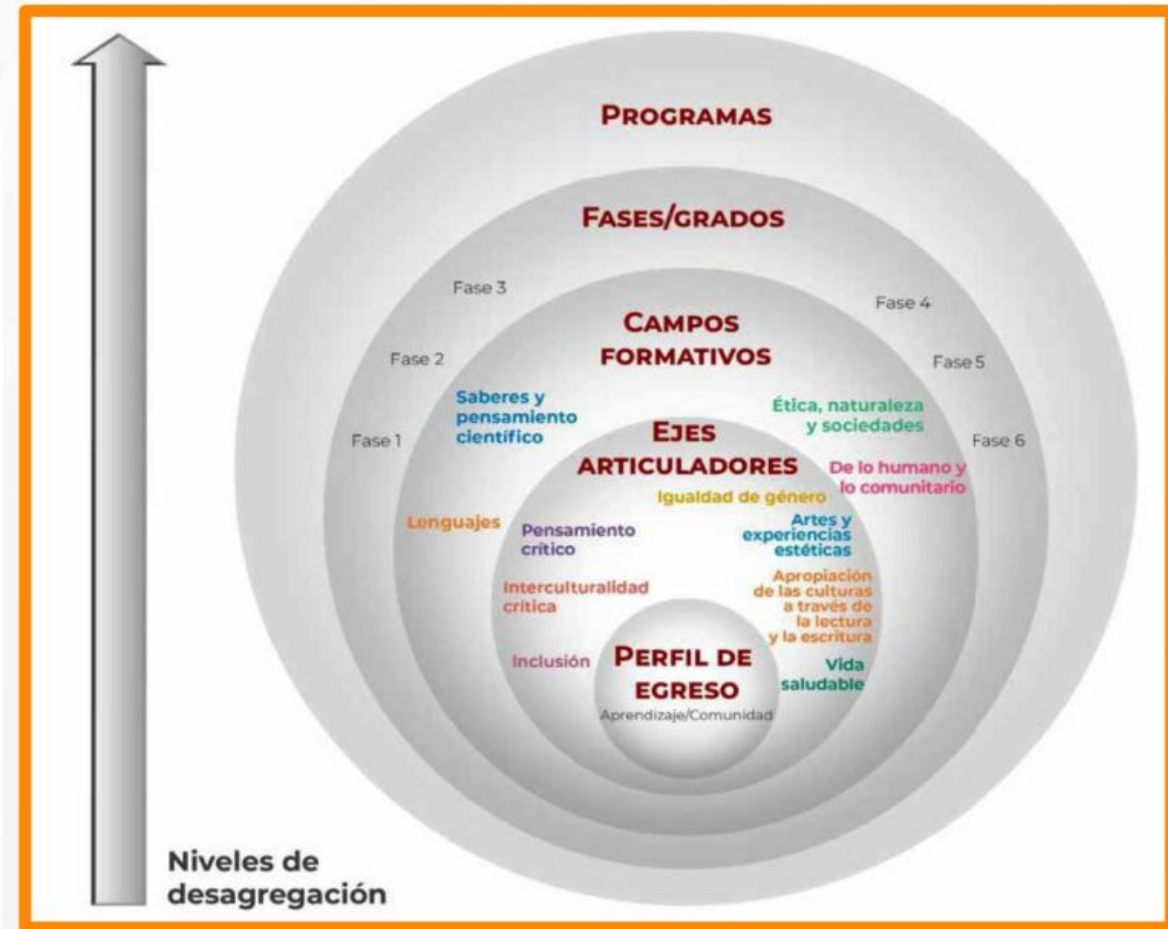 PROGRAMAS
FASES/GRADOS
Fase 3
Fase 4
CAMPOS
FORMATIVOS
Fase 2
Fase 5
Saberes y
pensamiento
científico
Ética, naturaleza
y sociedades
Fase 1
Fase 6
EJES
ARTICULADORES
De lo humano y
lo comunitario
Igualdad de género
Lenguajes
Pensamiento
crítico
Artes y
experiencias
estéticas
Interculturalidad
crítica
Apropiación
de las culturas
a través de
la lectura
y la escritura
Inclusión
PERFIL DE
EGRESO
Aprendizaje/Comunidad
Vida
saludable
Niveles de
desagregación